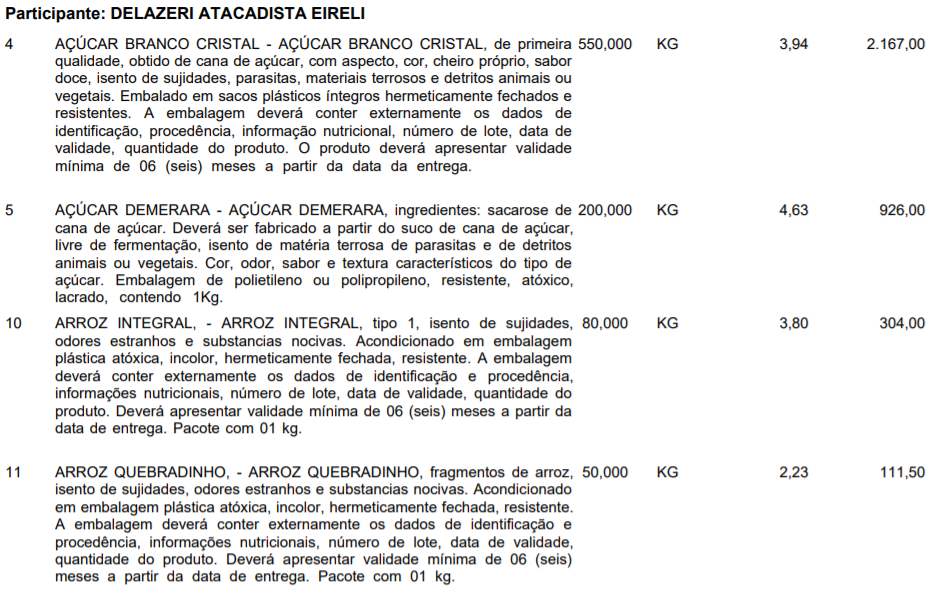 Participante: DELAZERI ATACADISTA EIRELI
4 AÇÚCAR BRANCO CRISTAL - AÇÚCAR BRANCO CRISTAL, de primeira 550,000 KG 3,94 2.167,00
qualidade, obtido de cana de açúcar, com aspecto, cor, cheiro próprio, sabor
doce, isento de sujidades, parasitas, materiais terrosos e detritos animais ou
vegetais. Embalado em sacos plásticos íntegros hermeticamente fechados e
resistentes. A embalagem deverá conter externamente os dados de
identificação, procedência, informação nutricional, número de lote, data de
validade, quantidade do produto. O produto deverá apresentar validade
mínima de 06 (seis) meses a partir da data da entrega.
5 AÇÚCAR DEMERARA - AÇÚCAR DEMERARA, ingredientes: sacarose de 200,000 KG 4,63 926,00
cana de açúcar. Deverá ser fabricado a partir do suco de cana de açúcar,
livre de fermentação, isento de matéria terrosa de parasitas e de detritos
animais ou vegetais. Cor, odor, sabor e textura característicos do tipo de
açúcar. Embalagem de polietileno ou polipropileno, resistente, atóxico,
lacrado, contendo 1Kg.
10 ARROZ INTEGRAL, - ARROZ INTEGRAL, tipo 1, isento de sujidades, 80,000 KG 3,80 304,00
odores estranhos e substancias nocivas. Acondicionado em embalagem
plástica atóxica, incolor, hermeticamente fechada, resistente. A embalagem
deverá conter externamente os dados de identificação e procedência,
informações nutricionais, número de lote, data de validade, quantidade do
produto. Deverá apresentar validade mínima de 06 (seis) meses a partir da
data de entrega. Pacote com 01 kg.
11 ARROZ QUEBRADINHO, - ARROZ QUEBRADINHO, fragmentos de arroz, 50,000 KG 2,23 111,50
isento de sujidades, odores estranhos e substancias nocivas. Acondicionado
em embalagem plástica atóxica, incolor, hermeticamente fechada, resistente.
A embalagem deverá conter externamente os dados de identificação e
procedência, informações nutricionais, número de lote, data de validade,
quantidade do produto. Deverá apresentar validade mínima de 06 (seis)
meses a partir da data de entrega. Pacote com 01 kg.